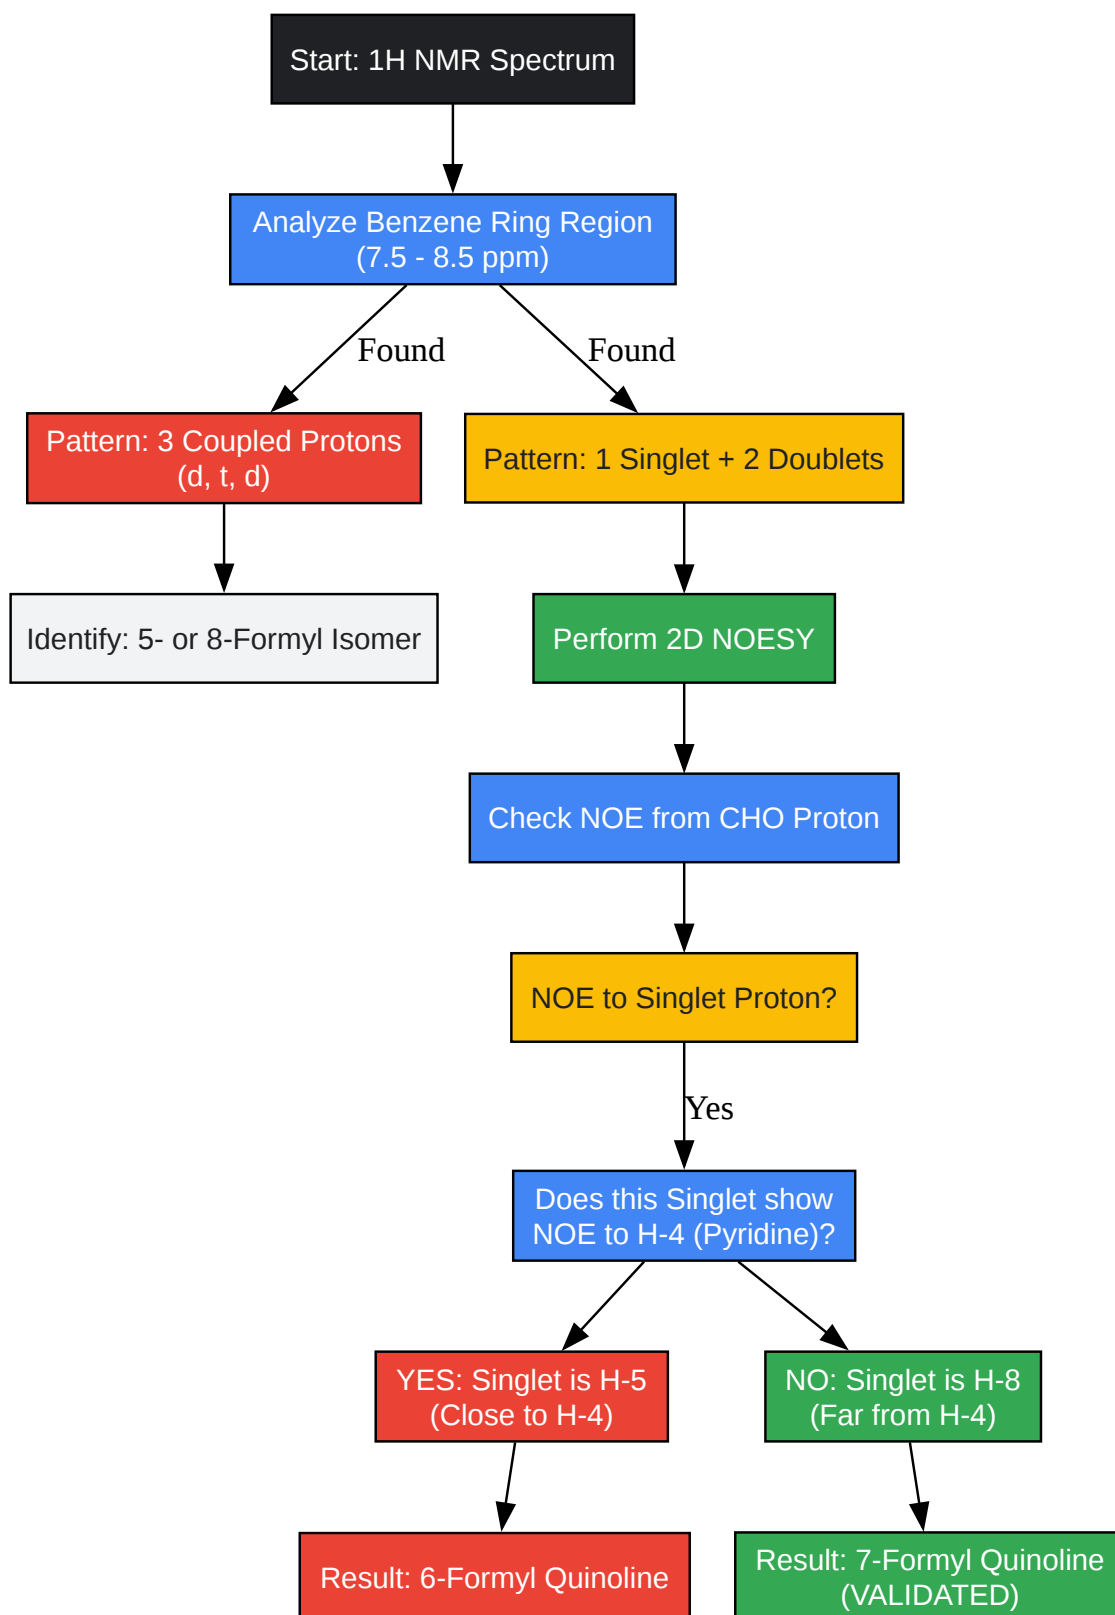 Start: 1H NMR Spectrum
Analyze Benzene Ring Region
(7.5 - 8.5 ppm)
Found
Found
Pattern: 3 Coupled Protons
(d, t, d)
Pattern: 1 Singlet + 2 Doublets
Identify: 5- or 8-Formyl Isomer
Perform 2D NOESY
Check NOE from CHO Proton
NOE to Singlet Proton?
Yes
Does this Singlet show
NOE to H-4 (Pyridine)?
YES: Singlet is H-5
(Close to H-4)
NO: Singlet is H-8
(Far from H-4)
Result: 6-Formyl Quinoline
Result: 7-Formyl Quinoline
(VALIDATED)